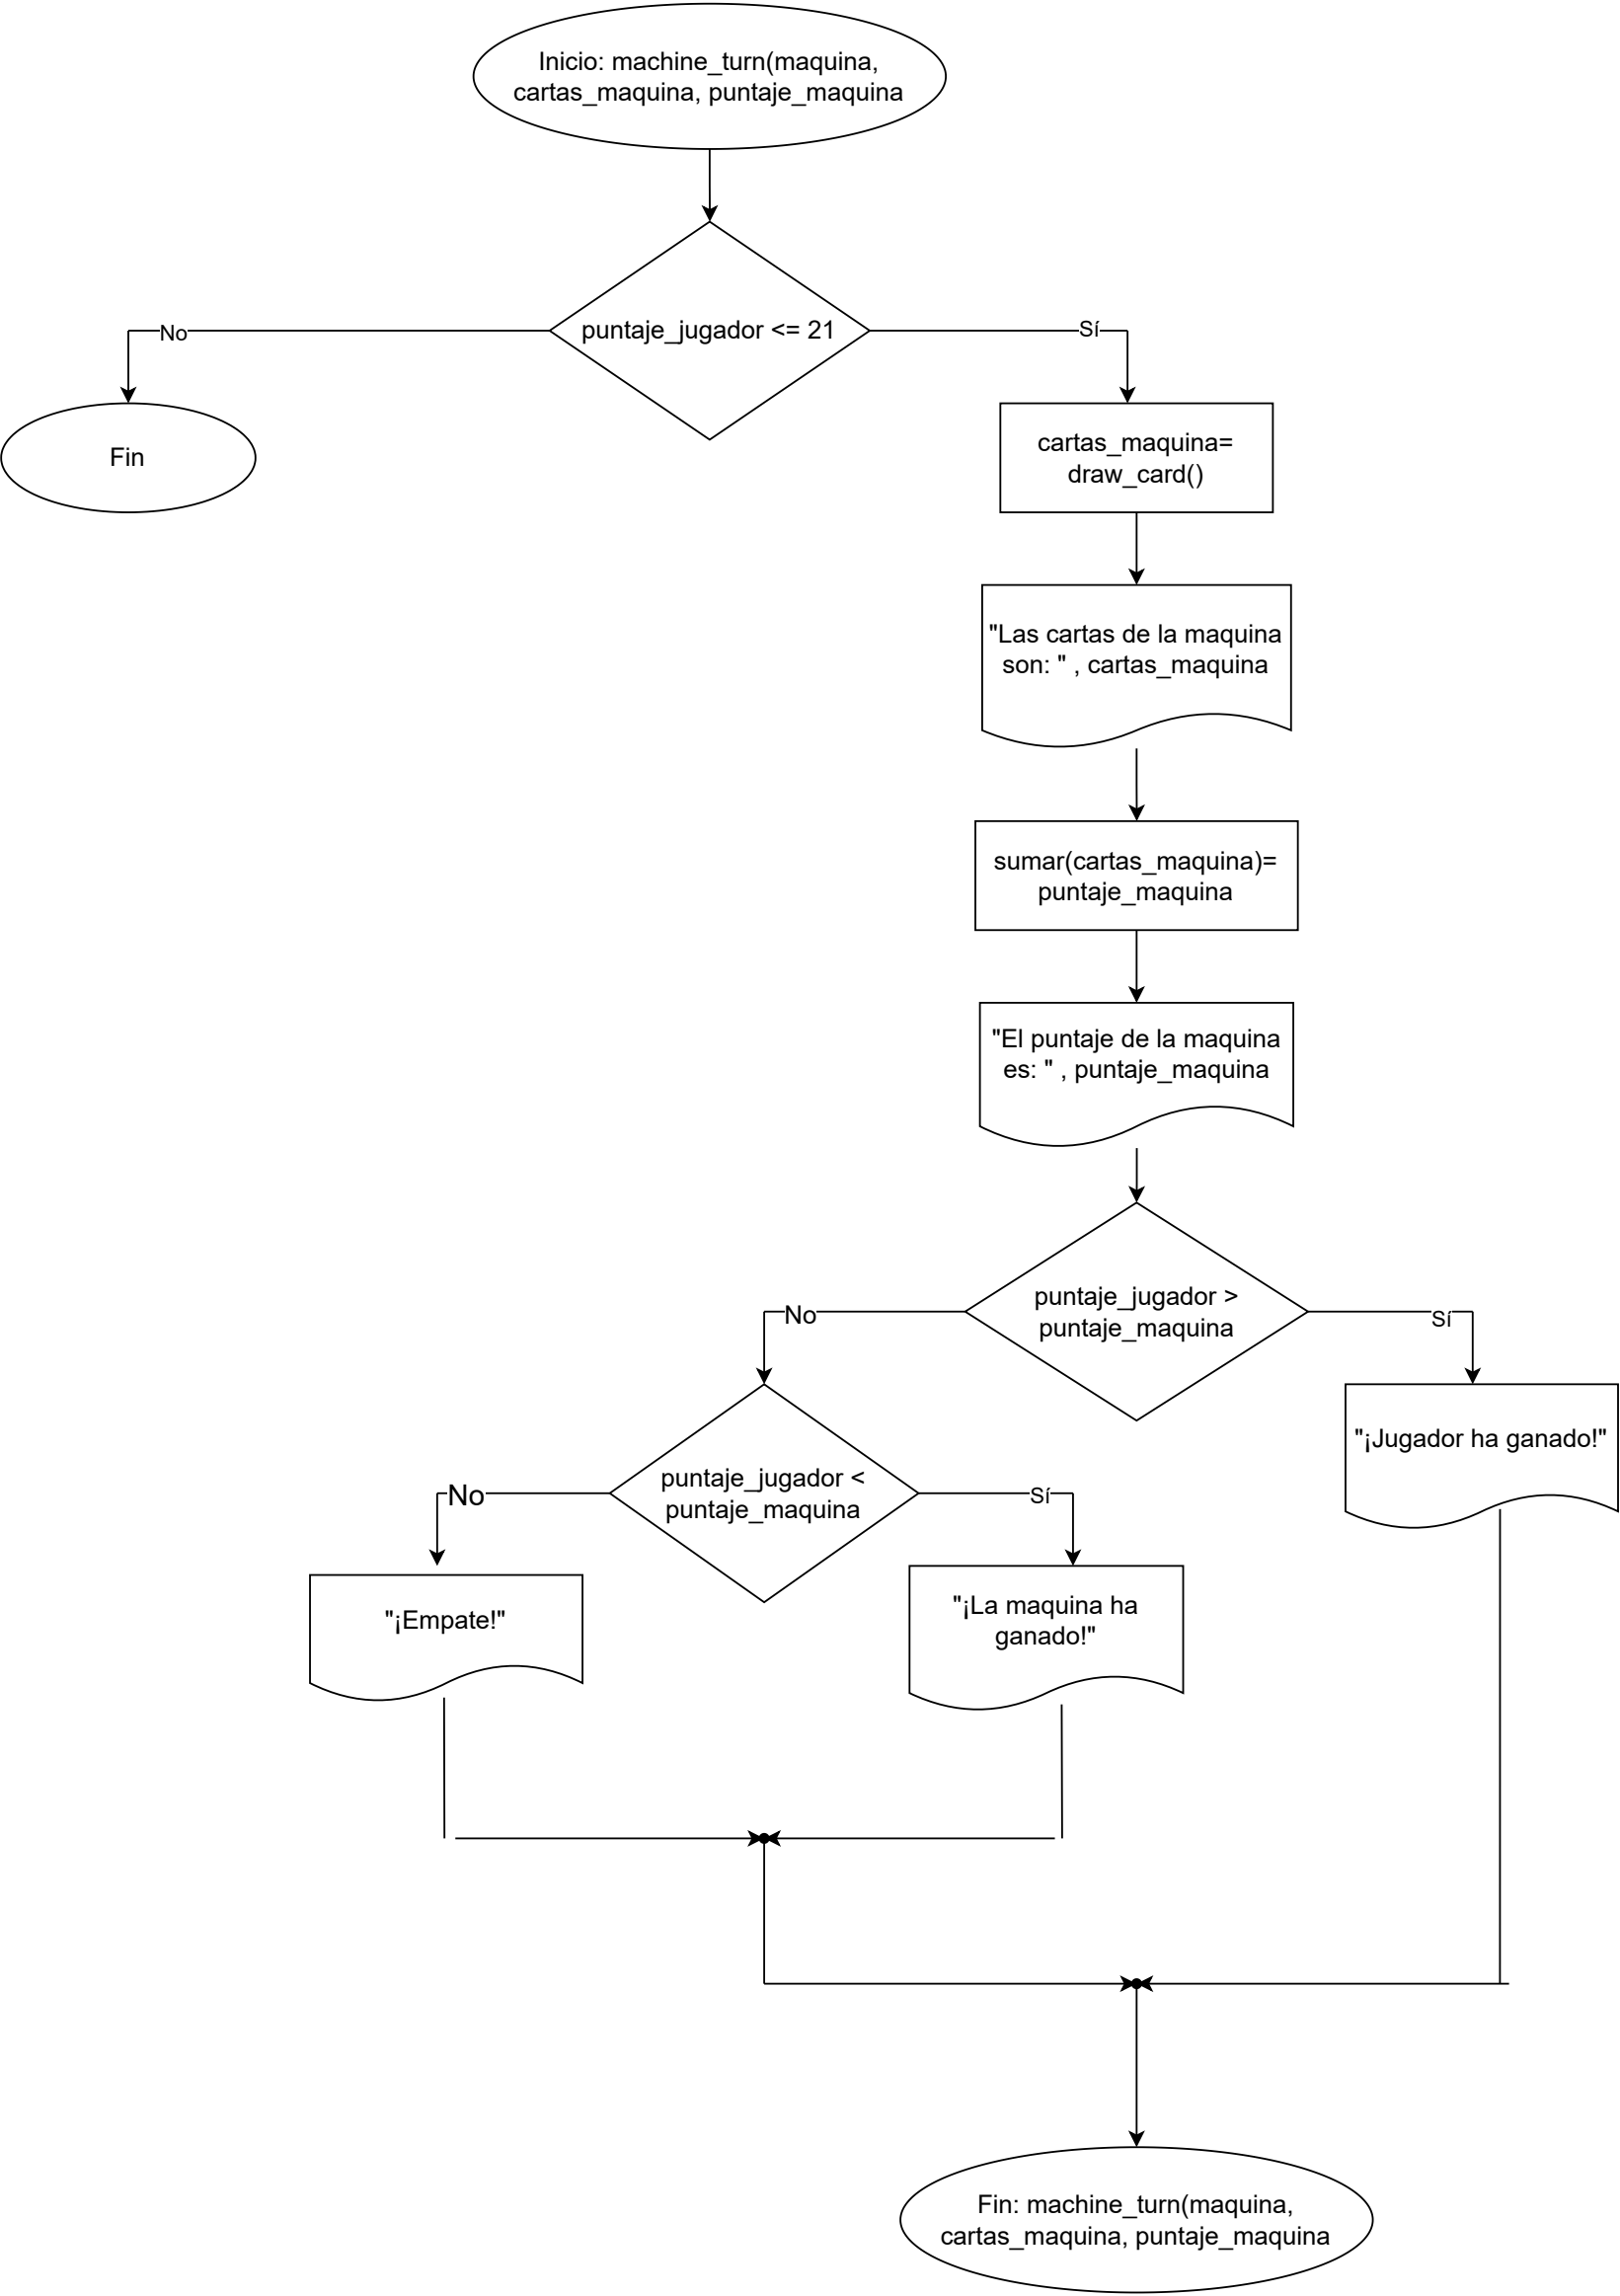 Inicio: machine_turn(maquina,
cartas_maquina, puntaje_maquina
puntaje_jugador <= 21
No
Sí
Fin
cartas_maquina=
draw_card()
"Las cartas de la maquina
son: " , cartas_maquina
sumar(cartas_maquina)=
puntaje_maquina
"El puntaje de la maquina
es: " , puntaje_maquina
puntaje_jugador >
puntaje_maquina
No
Sí
"¡Jugador ha ganado!"
puntaje_jugador <
puntaje_maquina
No
Sí
"¡Empate!"
"¡La maquina ha
ganado!"
Fin: machine_turn(maquina,
cartas_maquina, puntaje_maquina